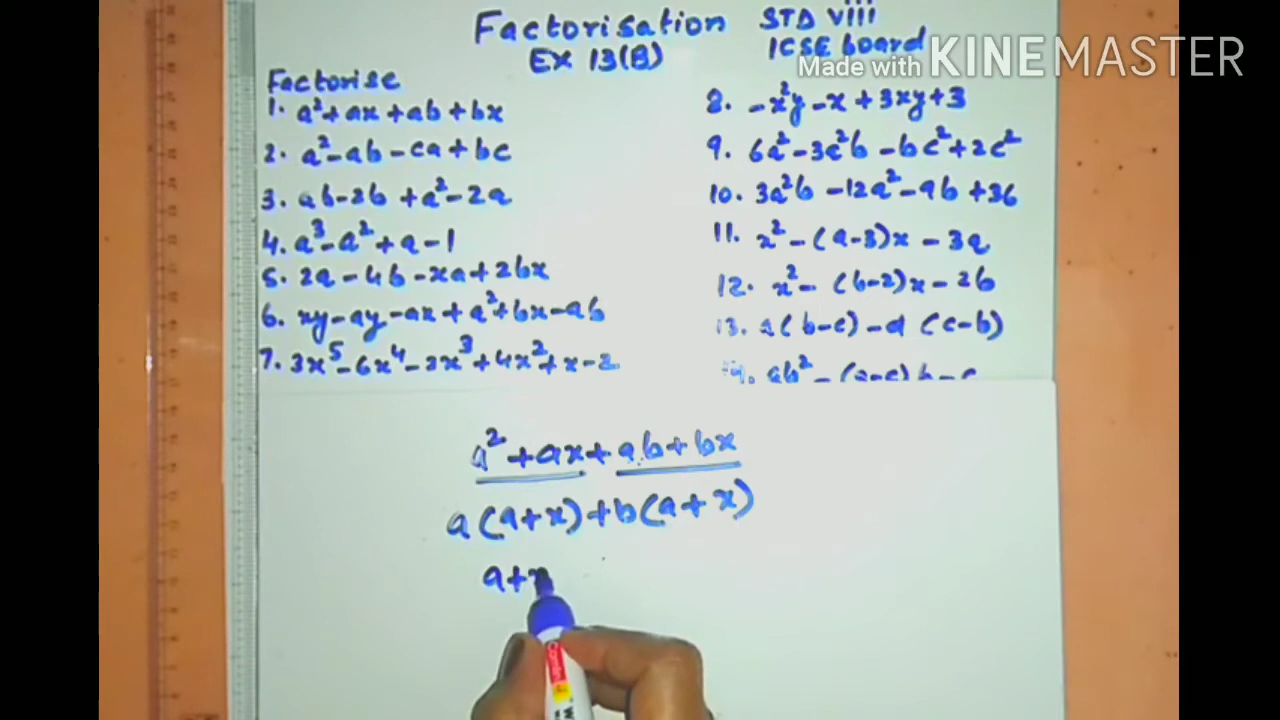 Factorisation STD VIII
EX 13(B) ICSE board
Made with KINEMASTER
Factorise
1. a²+ax+ab+bx
2. a²-ab-ca+bc
3. ab-2b+a²-2a
4. a³-a²+a-1
5. 2a-4b-xa+2bx
6. xy-ay-ax+a²+bx-ab
7. 3x⁵-6x⁴-2x³+4x²+x-2
8. -x²y-x+3xy+3
9. 6a²-3a²b-bc²+2c²
10. 3a²b-12a²-9b+36
11. x²-(a-3)x-3a
12. x²-(b-2)x-2b
13. a(b-c)-d(c-b)
ab²-(a-c)b-c
a²+ax+ab+bx
a(a+x)+b(a+x)
a+x